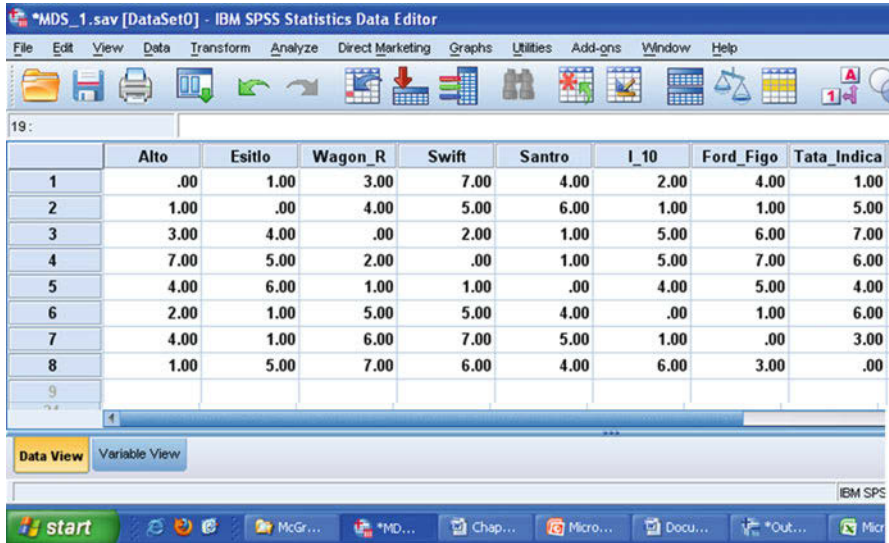 *MDS_1.sav [DataSet0] - IBM SPSS Statistics Data Editor
File Edit View Data Transform Analyze Direct Marketing Graphs Utilities Add-ons Window Help
19 :
Alto Esitlo Wagon_R Swift Santro I_10 Ford_Figo Tata_Indica
1 .00 1.00 3.00 7.00 4.00 2.00 4.00 1.00
2 1.00 .00 4.00 5.00 6.00 1.00 1.00 5.00
3 3.00 4.00 .00 2.00 1.00 5.00 6.00 7.00
4 7.00 5.00 2.00 .00 1.00 5.00 7.00 6.00
5 4.00 6.00 1.00 1.00 .00 4.00 5.00 4.00
6 2.00 1.00 5.00 5.00 4.00 .00 1.00 6.00
7 4.00 1.00 6.00 7.00 5.00 1.00 .00 3.00
8 1.00 5.00 7.00 6.00 4.00 6.00 3.00 .00
9
Data View Variable View
IBM SPS
start McGr... *MD... Chap... Micro... Docu... *Out... Micr